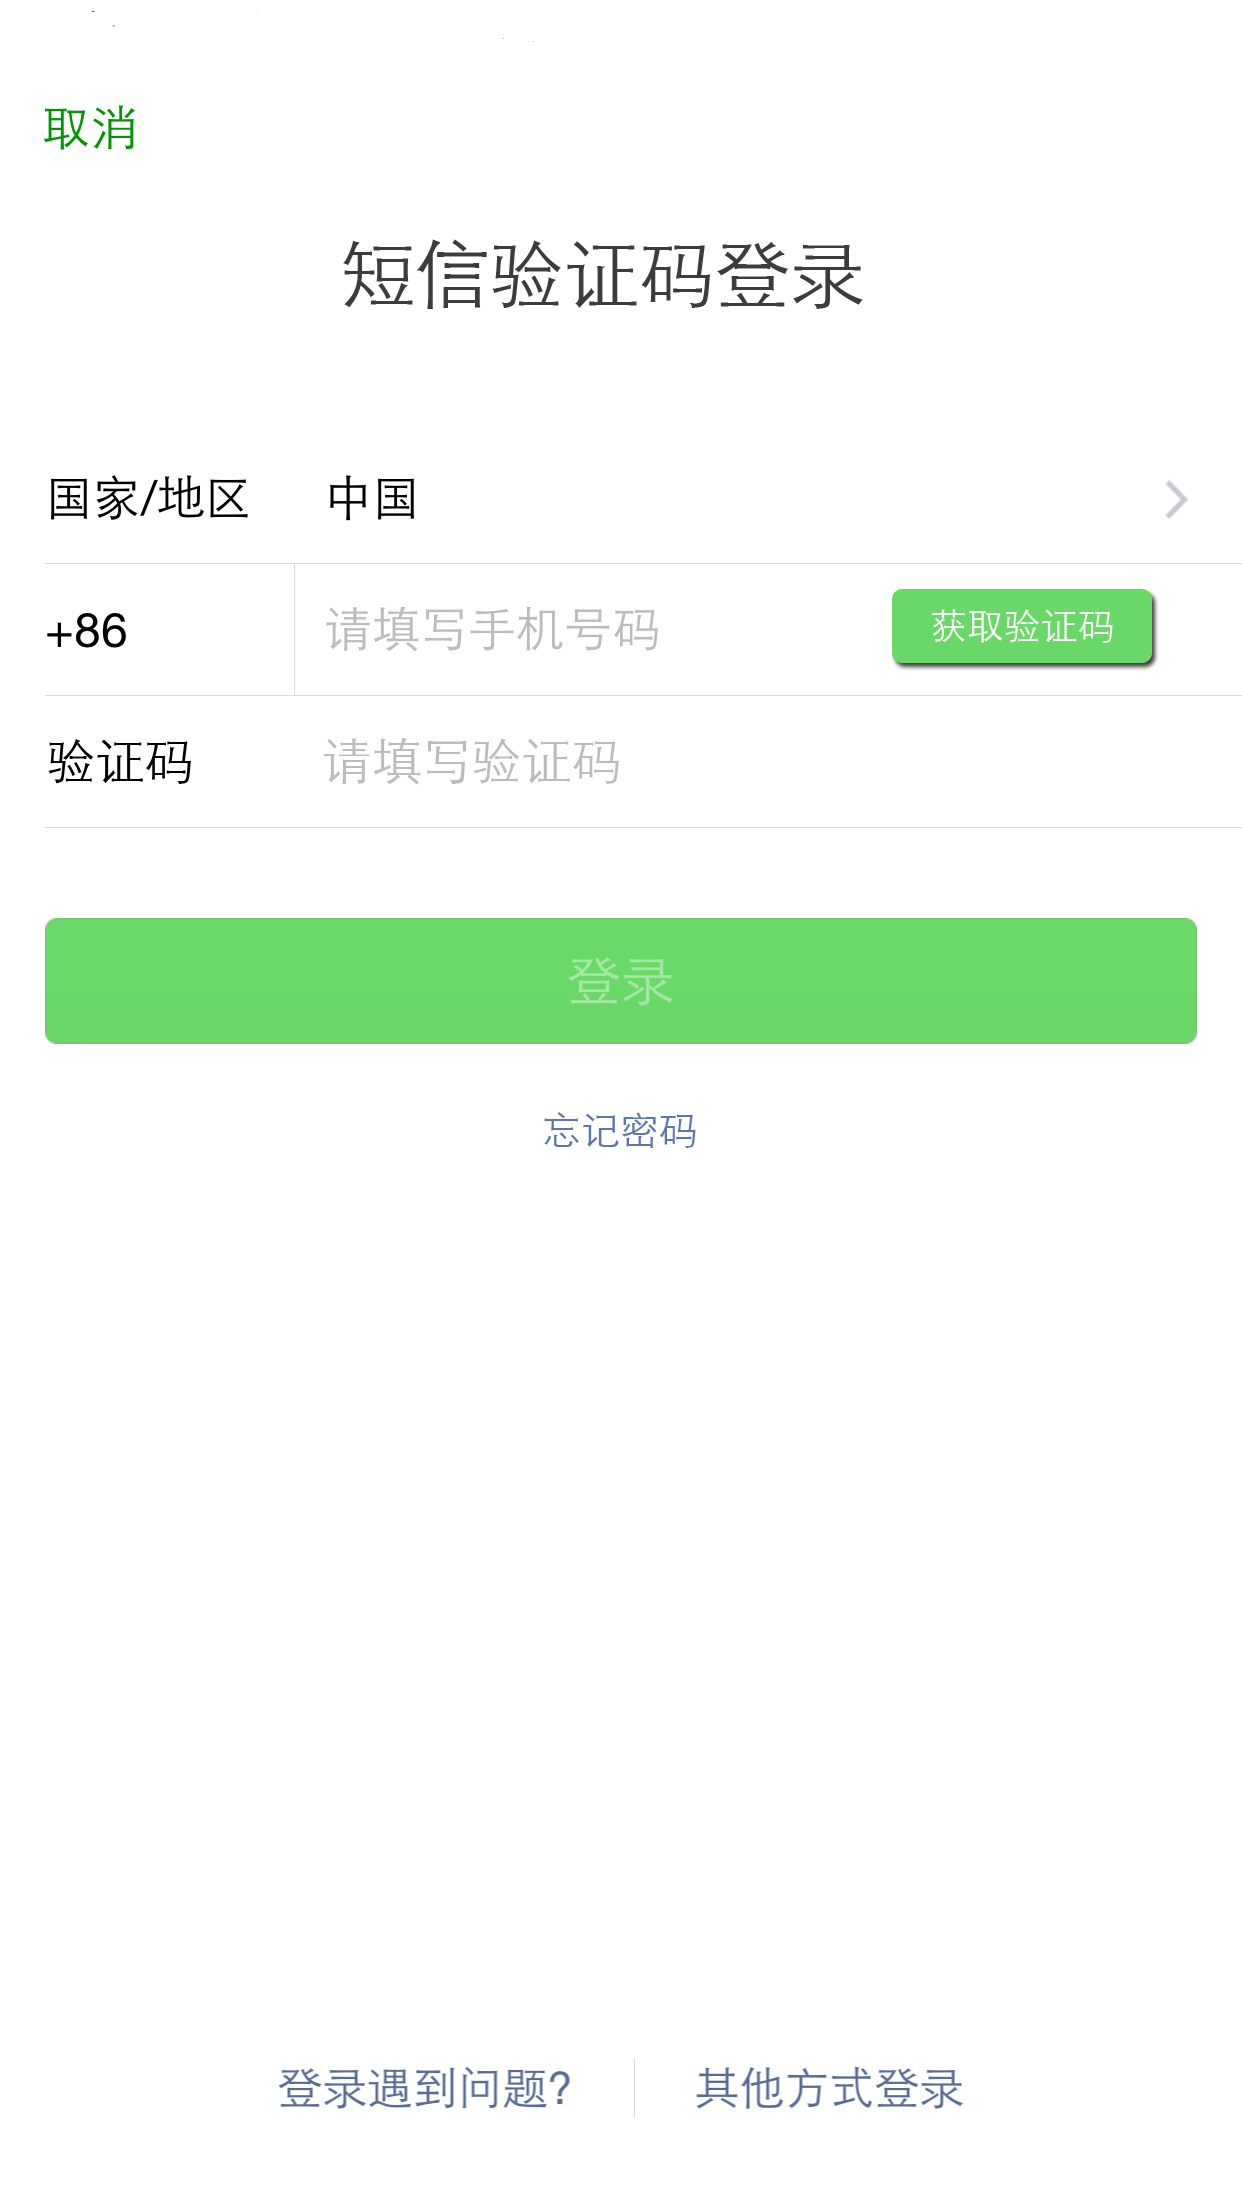 取消
短信验证码登录
国家/地区 中国
+86 请填写手机号码 获取验证码
验证码 请填写验证码
登录
忘记密码
登录遇到问题? 其他方式登录